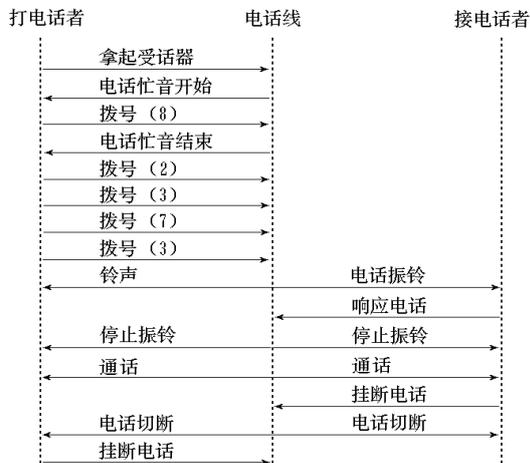 打电话者 电话线 接电话者
拿起受话器
电话忙音开始
拨号（8）
电话忙音结束
拨号（2）
拨号（3）
拨号（7）
拨号（3）
铃声 电话振铃
响应电话
停止振铃 停止振铃
通话 通话
挂断电话
电话切断 电话切断
挂断电话